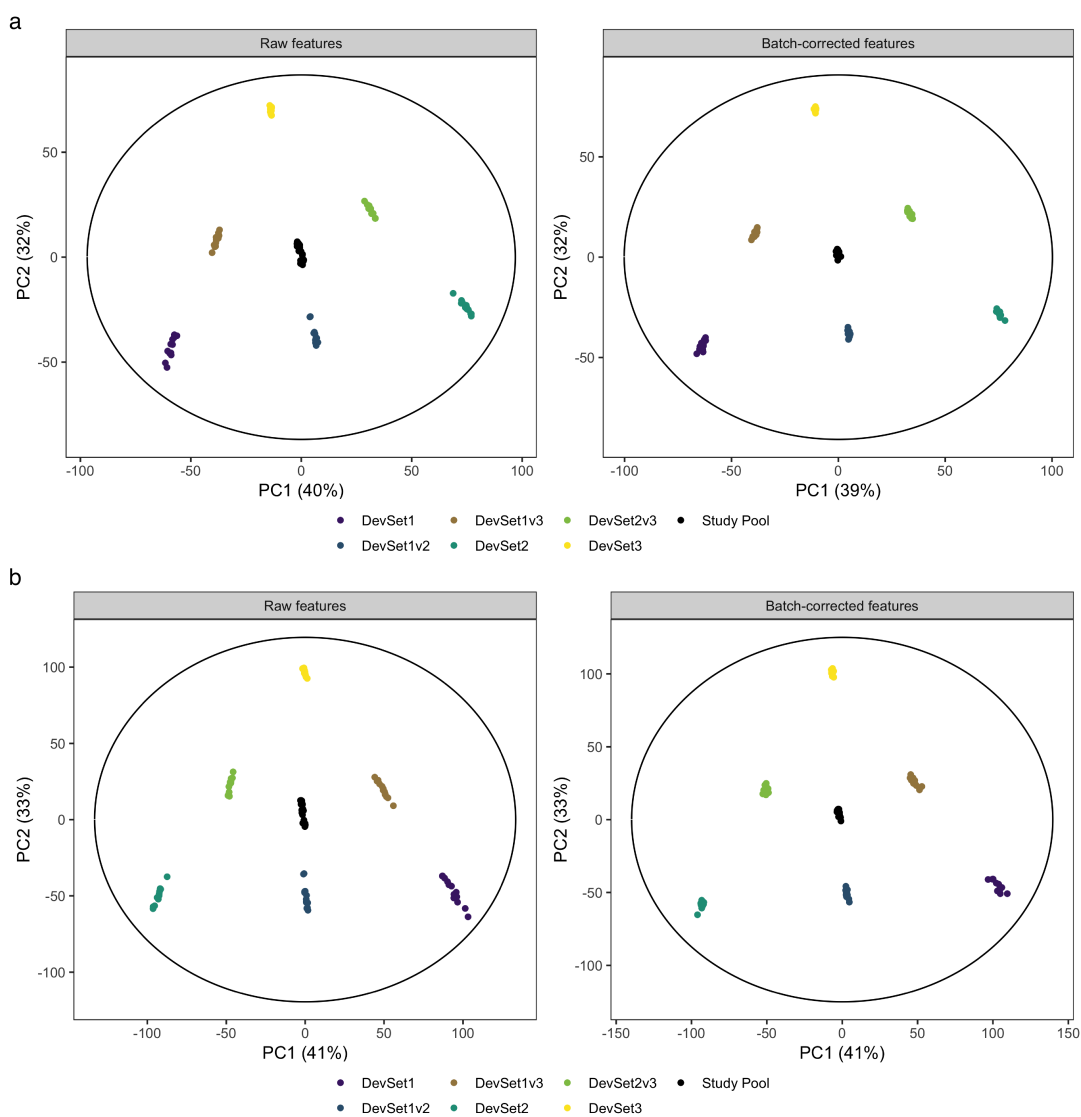 a
Raw features
Batch-corrected features
PC2 (32%)
50
0
-50
-100 -50 0 50 100
PC1 (40%)
PC2 (32%)
50
0
-50
-100 -50 0 50 100
PC1 (39%)
DevSet1 DevSet1v3 DevSet2v3 Study Pool
DevSet1v2 DevSet2 DevSet3
b
Raw features
Batch-corrected features
PC2 (33%)
100
50
0
-50
-100
-100 -50 0 50 100
PC1 (41%)
PC2 (33%)
100
50
0
-50
-100
-150 -100 -50 0 50 100 150
PC1 (41%)
DevSet1 DevSet1v3 DevSet2v3 Study Pool
DevSet1v2 DevSet2 DevSet3